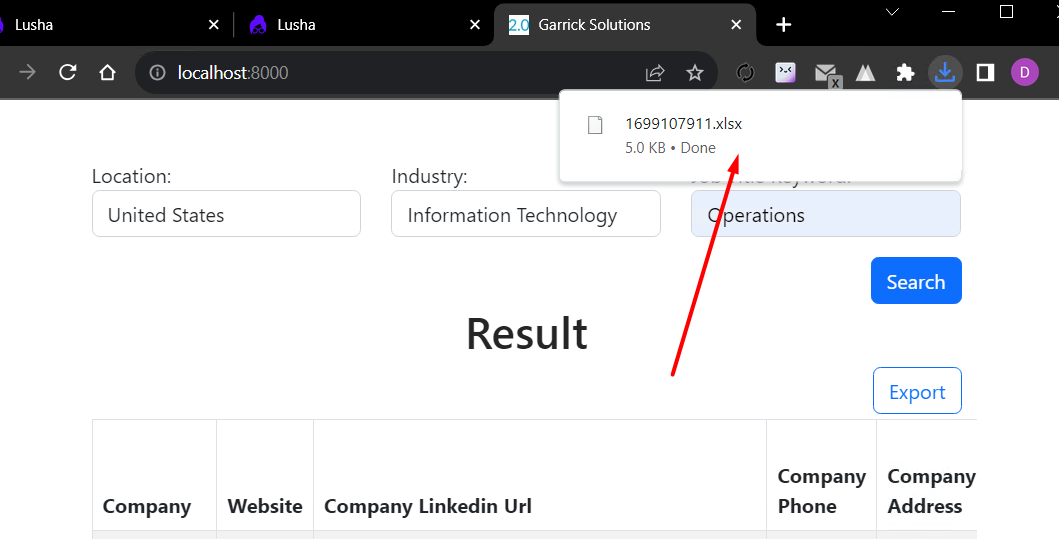 Lusha
Lusha
2.0 Garrick Solutions
localhost:8000
X
D
1699107911.xlsx
5.0 KB • Done
Location:
Industry:
United States
Information Technology
Operations
Search
Result
Export
Company
Website
Company Linkedin Url
Company
Phone
Company
Address